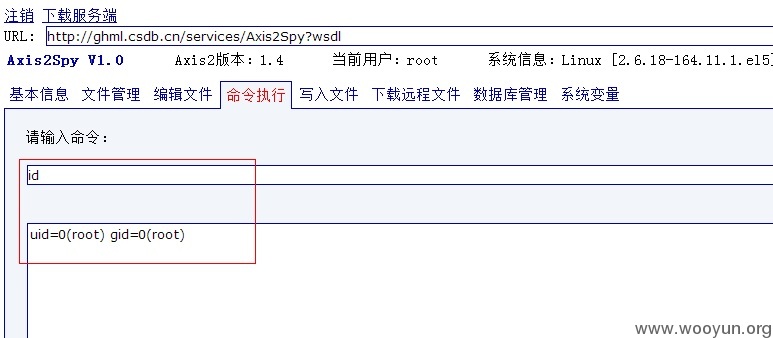 注销 下载服务端
URL: http://ghml.csdb.cn/services/Axis2Spy?wsdl
Axis2Spy V1.0 Axis2版本：1.4 当前用户：root 系统信息：Linux [2.6.18-164.11.1.el5]
基本信息 文件管理 编辑文件 命令执行 写入文件 下载远程文件 数据库管理 系统变量
请输入命令：
id
uid=0(root) gid=0(root)
www.wooyun.org